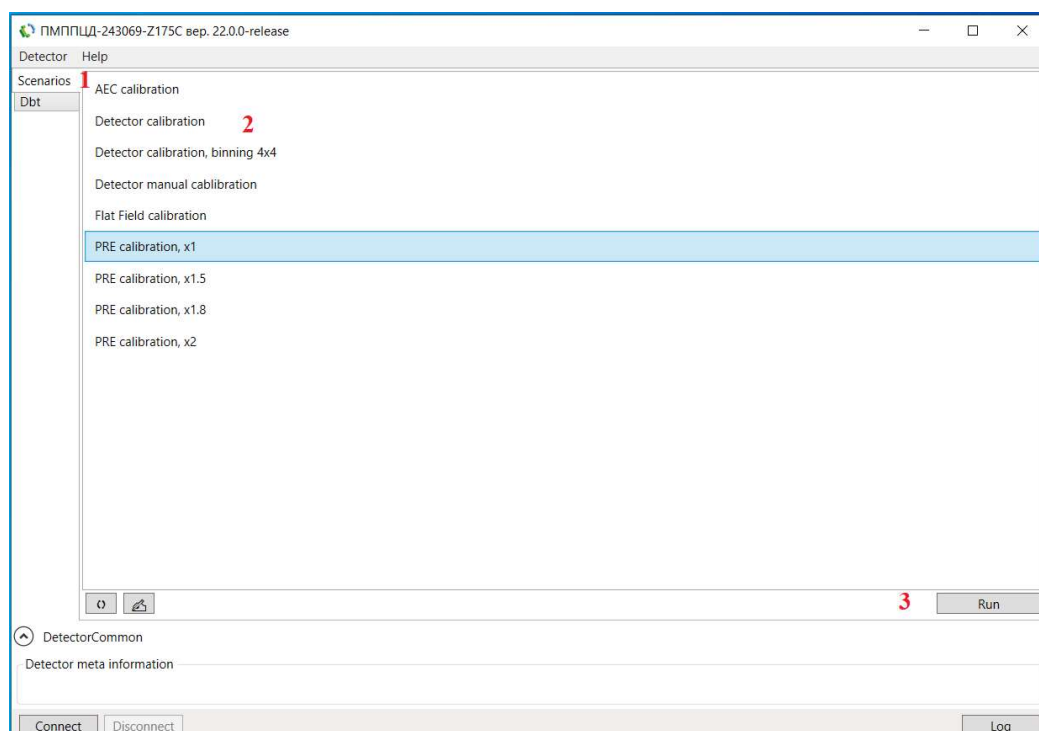 ПМППЦД-243069-Z175C вер. 22.0.0-release
Detector Help
Scenarios 1
Dbt
AEC calibration
Detector calibration 2
Detector calibration, binning 4x4
Detector manual cablibration
Flat Field calibration
PRE calibration, x1
PRE calibration, x1.5
PRE calibration, x1.8
PRE calibration, x2
3 Run
DetectorCommon
Detector meta information
Connect Disconnect Log